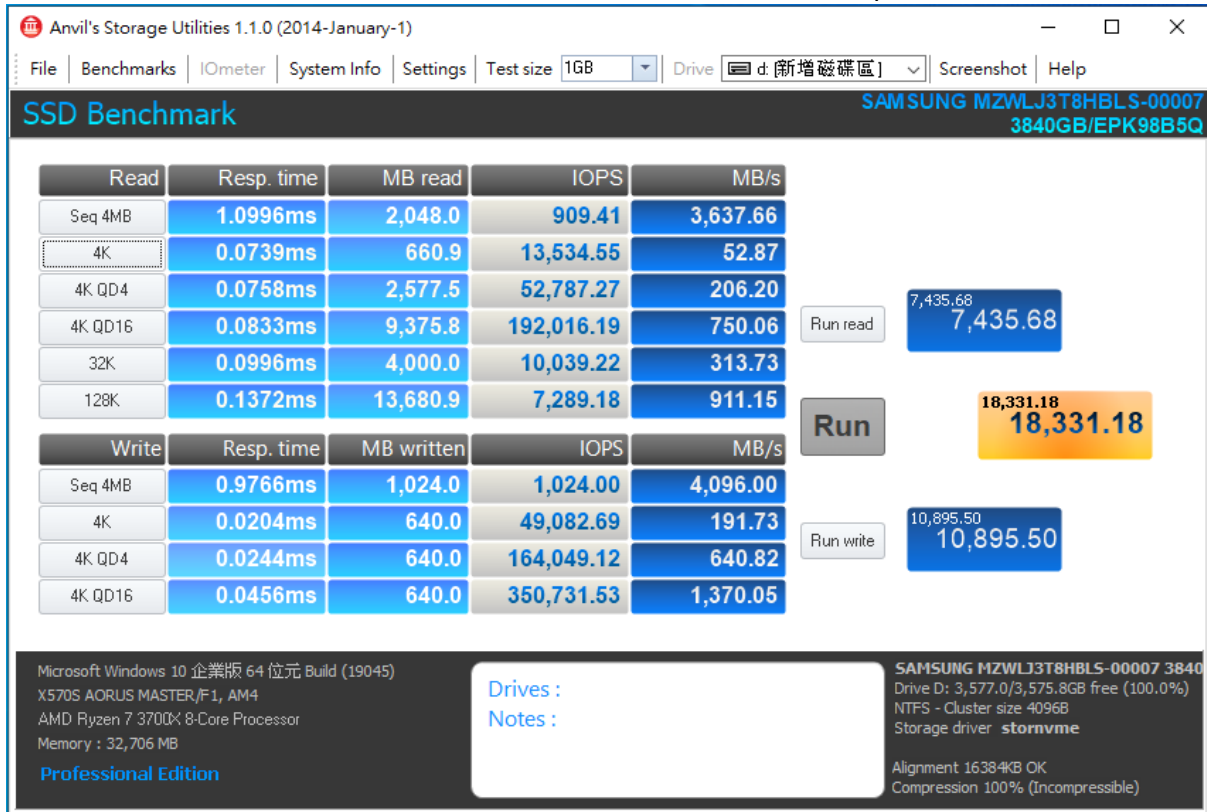 Anvil's Storage Utilities 1.1.0 (2014-January-1)
File Benchmarks IOmeter System Info Settings Test size 1GB Drive d: [新增磁碟區] Screenshot Help
SSD Benchmark
SAMSUNG MZWLJ3T8HBLS-00007
3840GB/EPK98B5Q
Read Resp. time MB read IOPS MB/s
Seq 4MB 1.0996ms 2,048.0 909.41 3,637.66
4K 0.0739ms 660.9 13,534.55 52.87
4K QD4 0.0758ms 2,577.5 52,787.27 206.20
4K QD16 0.0833ms 9,375.8 192,016.19 750.06
32K 0.0996ms 4,000.0 10,039.22 313.73
128K 0.1372ms 13,680.9 7,289.18 911.15
Run read
7,435.68
7,435.68
Run
18,331.18
18,331.18
Write Resp. time MB written IOPS MB/s
Seq 4MB 0.9766ms 1,024.0 1,024.00 4,096.00
4K 0.0204ms 640.0 49,082.69 191.73
4K QD4 0.0244ms 640.0 164,049.12 640.82
4K QD16 0.0456ms 640.0 350,731.53 1,370.05
Run write
10,895.50
10,895.50
Microsoft Windows 10 企業版 64 位元 Build (19045)
X570S AORUS MASTER/F1, AM4
AMD Ryzen 7 3700X 8-Core Processor
Memory : 32,706 MB
Professional Edition
Drives :
Notes :
SAMSUNG MZWLJ3T8HBLS-00007 3840
Drive D: 3,577.0/3,575.8GB free (100.0%)
NTFS - Cluster size 4096B
Storage driver stornvme
Alignment 16384KB OK
Compression 100% (Incompressible)